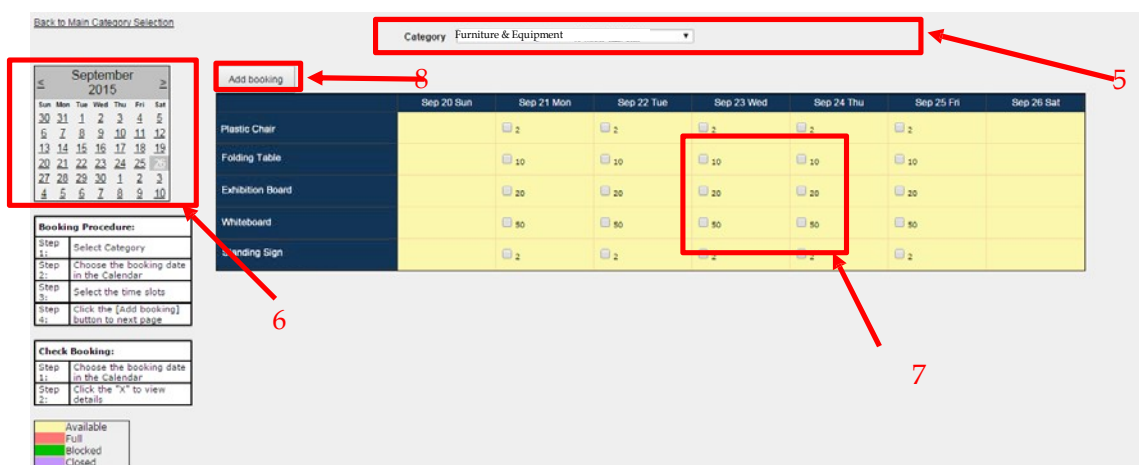 Back to Main Category Selection
Category Furniture & Equipment ▼
5
< September 2015 >
Sun Mon Tue Wed Thu Fri Sat
30 31 1 2 3 4 5
6 7 8 9 10 11 12
13 14 15 16 17 18 19
20 21 22 23 24 25 26
27 28 29 30 1 2 3
4 5 6 7 8 9 10
Add booking
8
Sep 20 Sun Sep 21 Mon Sep 22 Tue Sep 23 Wed Sep 24 Thu Sep 25 Fri Sep 26 Sat
Plastic Chair 2 2 2 2 2
Folding Table 10 10 10 10 10
Exhibition Board 20 20 20 20 20
Whiteboard 50 50 50 50 50
Standing Sign 2 2 2 2 2
6
7
Booking Procedure:
Step 1: Select Category
Step 2: Choose the booking date in the Calendar
Step 3: Select the time slots
Step 4: Click the [Add booking] button to next page
Check Booking:
Step 1: Choose the booking date in the Calendar
Step 2: Click the "X" to view details
Available
Full
Blocked
Closed